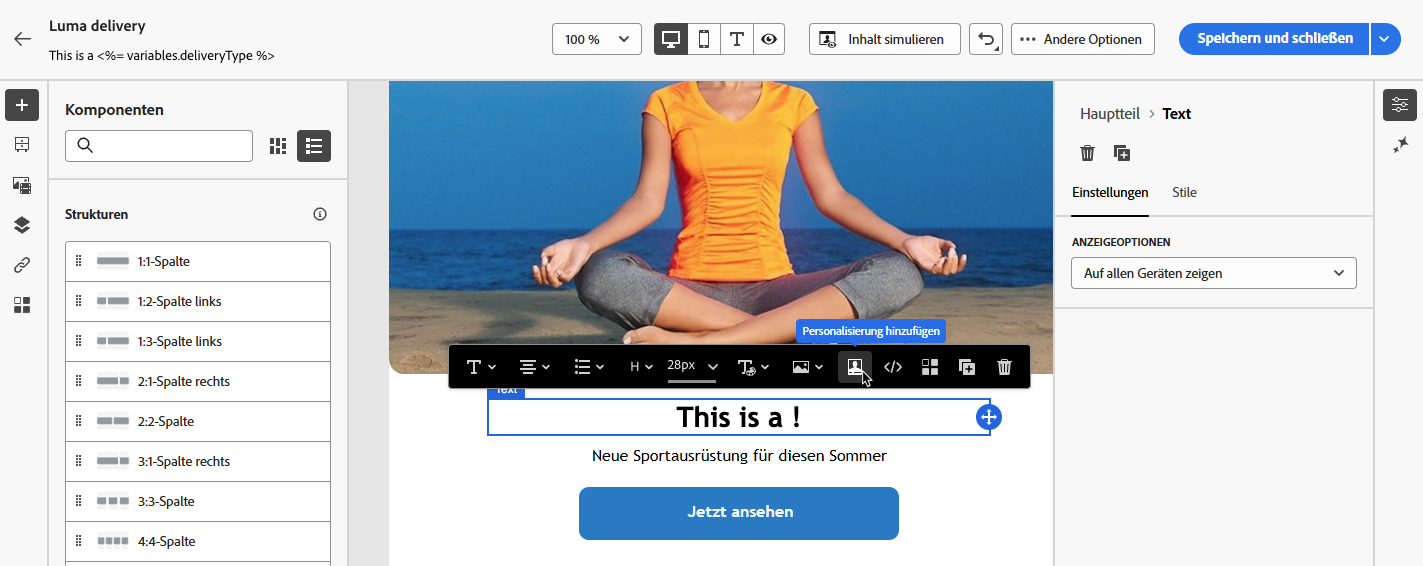 Luma delivery
This is a <%= variables.deliveryType %>
100 %
Inhalt simulieren
Andere Optionen
Speichern und schließen
Komponenten
Strukturen
1:1-Spalte
1:2-Spalte links
1:3-Spalte links
2:1-Spalte rechts
2:2-Spalte
3:1-Spalte rechts
3:3-Spalte
4:4-Spalte
Personalisierung hinzufügen
H
28px
Text
This is a !
Neue Sportausrüstung für diesen Sommer
Jetzt ansehen
Hauptteil > Text
Einstellungen
Stile
ANZEIGEOPTIONEN
Auf allen Geräten zeigen